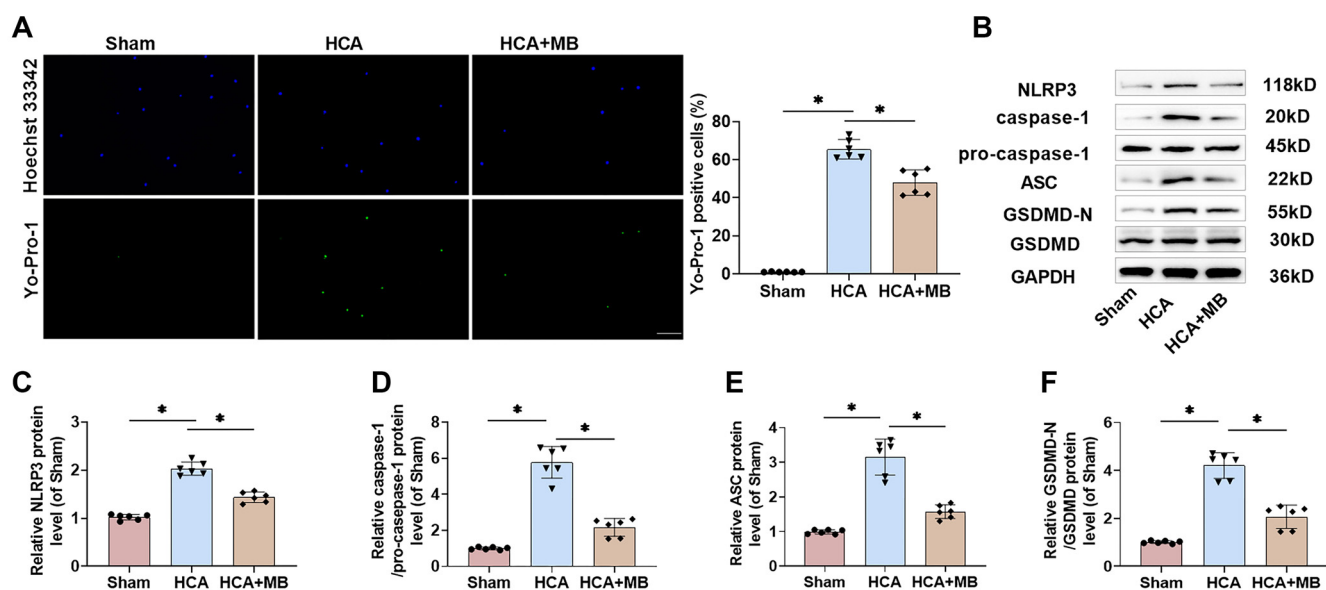 A
Sham
HCA
HCA+MB
Hoechst 33342
Yo-Pro-1
Yo-Pro-1 positive cells (%)
80
60
40
20
0
*
*
Sham
HCA
HCA+MB
B
NLRP3
118kD
caspase-1
20kD
pro-caspase-1
45kD
ASC
22kD
GSDMD-N
55kD
GSDMD
30kD
GAPDH
36kD
Sham
HCA
HCA+MB
C
Relative NLRP3 protein
level (of Sham)
3
2
1
0
*
*
Sham
HCA
HCA+MB
D
Relative caspase-1
/pro-casepase-1 protein
level (of Sham)
8
6
4
2
0
*
*
Sham
HCA
HCA+MB
E
Relative ASC protein
level (of Sham)
4
3
2
1
0
*
*
Sham
HCA
HCA+MB
F
Relative GSDMD-N
/GSDMD protein
level (of Sham)
6
4
2
0
*
*
Sham
HCA
HCA+MB